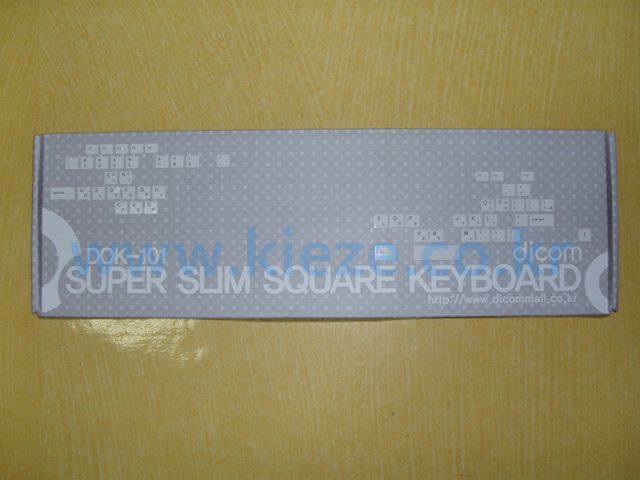 DOK-101
dicom
www.kieze.co.kr
SUPER SLIM SQUARE KEYBOARD
http://www.dicommall.co.kr